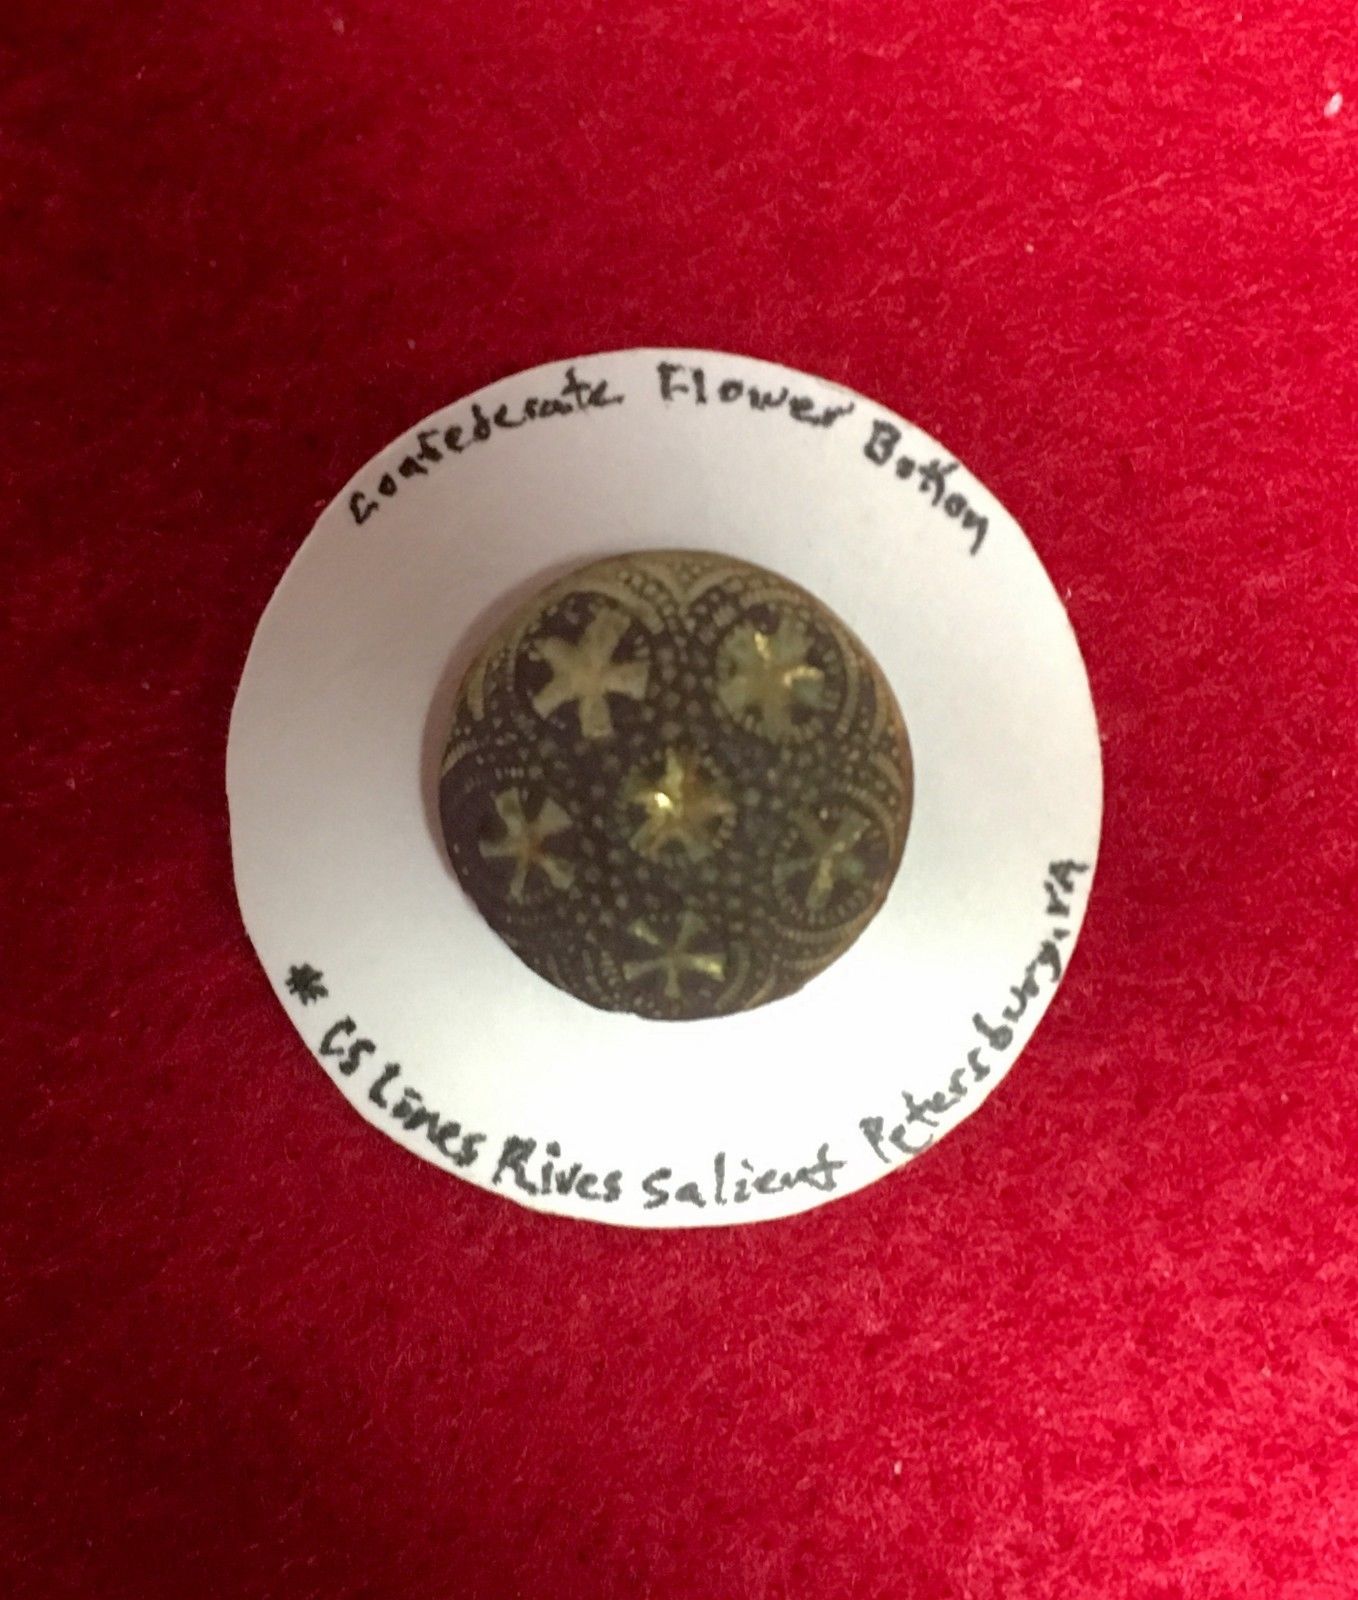 Confederate Flower Button
* CS Lines Rives Salient Petersburg, VA